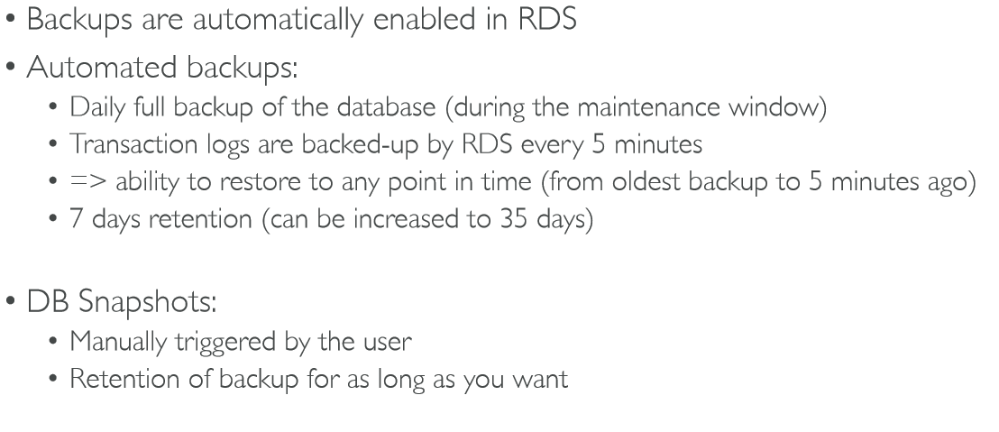 • Backups are automatically enabled in RDS
• Automated backups:
• Daily full backup of the database (during the maintenance window)
• Transaction logs are backed-up by RDS every 5 minutes
• => ability to restore to any point in time (from oldest backup to 5 minutes ago)
• 7 days retention (can be increased to 35 days)
• DB Snapshots:
• Manually triggered by the user
• Retention of backup for as long as you want